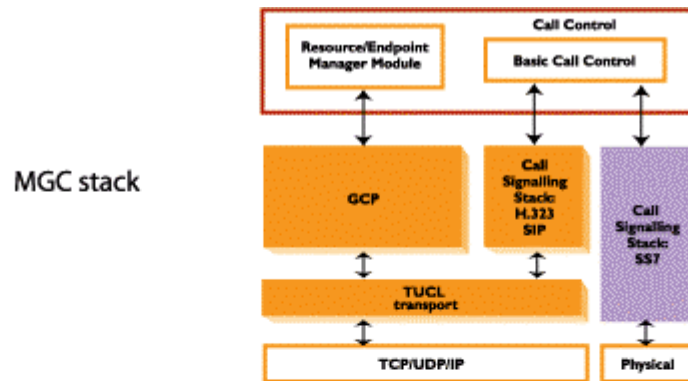 Call Control
Resource/Endpoint
Manager Module
Basic Call Control
MGC stack
GCP
Call
Signalling
Stack:
H.323
SIP
Call
Signalling
Stack:
SS7
TUCL
transport
TCP/UDP/IP
Physical